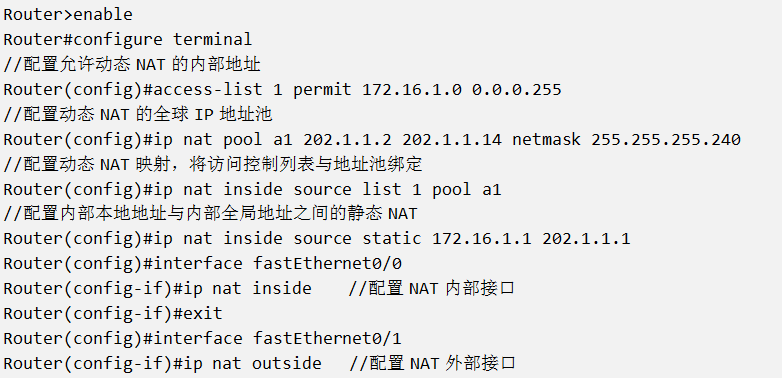 Router>enable
Router#configure terminal
//配置允许动态 NAT 的内部地址
Router(config)#access-list 1 permit 172.16.1.0 0.0.0.255
//配置动态 NAT 的全球 IP 地址池
Router(config)#ip nat pool a1 202.1.1.2 202.1.1.14 netmask 255.255.255.240
//配置动态 NAT 映射，将访问控制列表与地址池绑定
Router(config)#ip nat inside source list 1 pool a1
//配置内部本地地址与内部全局地址之间的静态 NAT
Router(config)#ip nat inside source static 172.16.1.1 202.1.1.1
Router(config)#interface fastEthernet0/0
Router(config-if)#ip nat inside    //配置 NAT 内部接口
Router(config-if)#exit
Router(config)#interface fastEthernet0/1
Router(config-if)#ip nat outside   //配置 NAT 外部接口